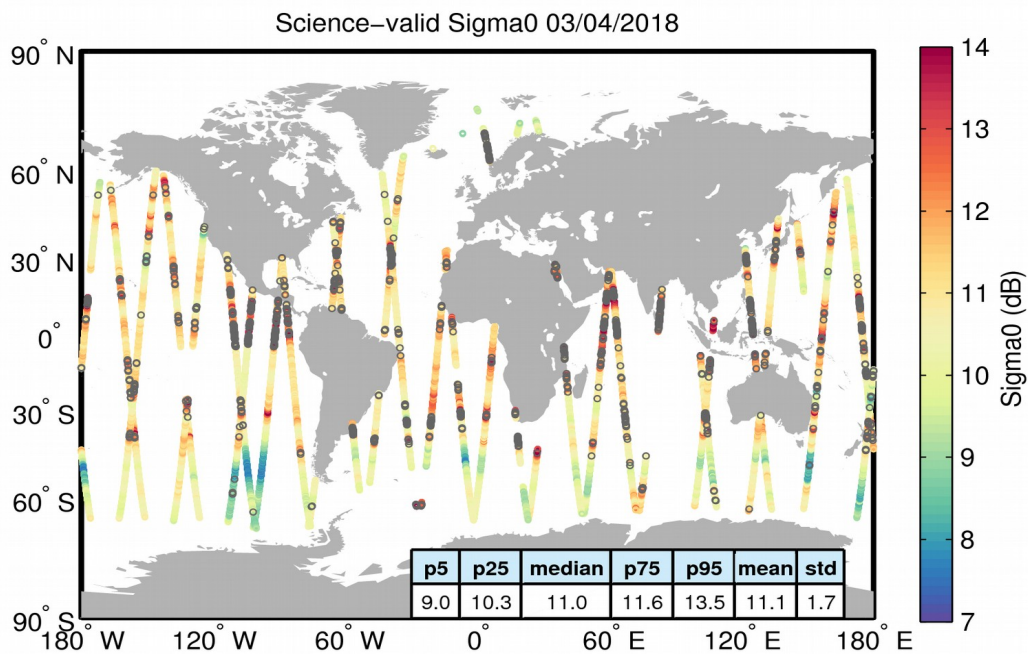 Science−valid Sigma0 03/04/2018
90° N
60° N
30° N
0°
30° S
60° S
90° S
180° W
120° W
60° W
0°
60° E
120° E
180° E
14
13
12
11
10
9
8
7
Sigma0 (dB)
p5 p25 median p75 p95 mean std
9.0 10.3 11.0 11.6 13.5 11.1 1.7